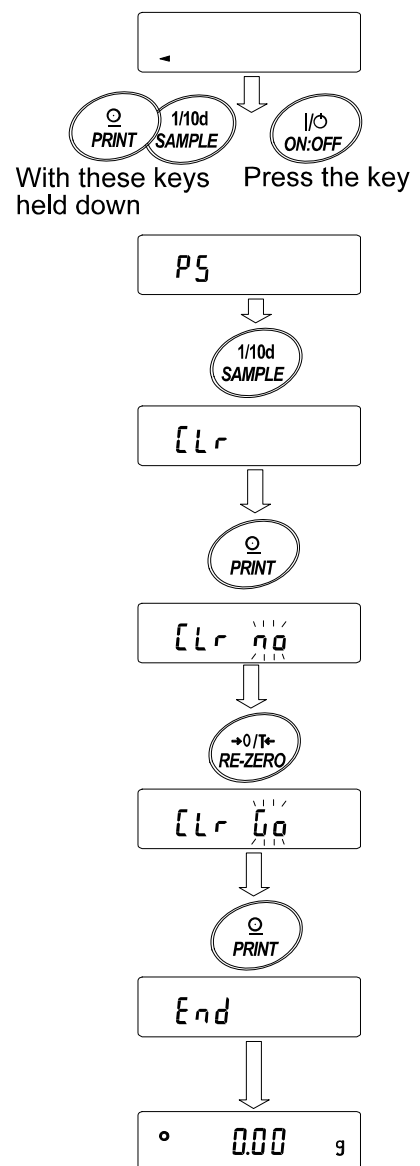 1/10d
PRINT SAMPLE ON:OFF
With these keys Press the key
held down
PS
1/10d
SAMPLE
CLr
PRINT
CLr no
→0/T←
RE-ZERO
CLr Go
PRINT
End
0.00 g